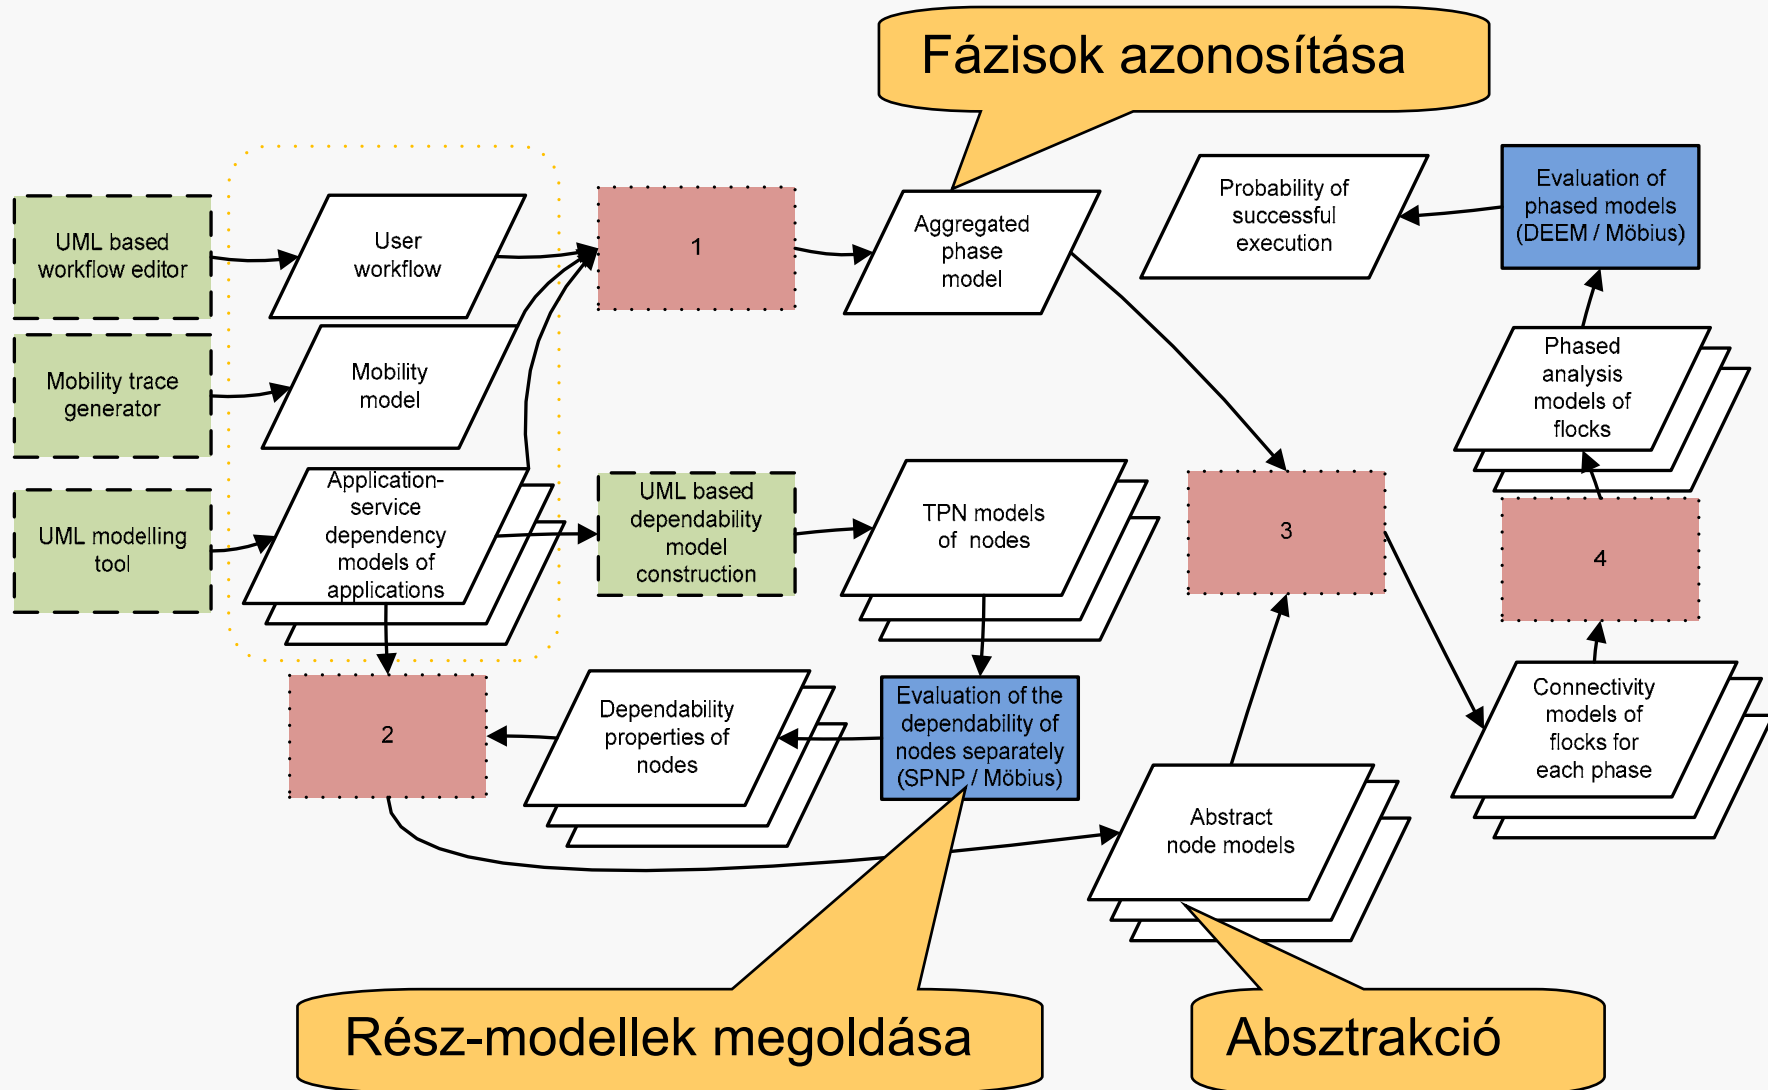 Fázisok azonosítása
UML based
workflow editor
User
workflow
1
Aggregated
phase
model
Probability of
successful
execution
Evaluation of
phased models
(DEEM / Möbius)
Mobility trace
generator
Mobility
model
Phased
analysis
models of
flocks
UML modelling
tool
Application-
service
dependency
models of
applications
UML based
dependability
model
construction
TPN models
of nodes
3
4
2
Dependability
properties of
nodes
Evaluation of the
dependability of
nodes separately
(SPNP / Möbius)
Abstract
node models
Connectivity
models of
flocks for
each phase
Rész-modellek megoldása
Absztrakció